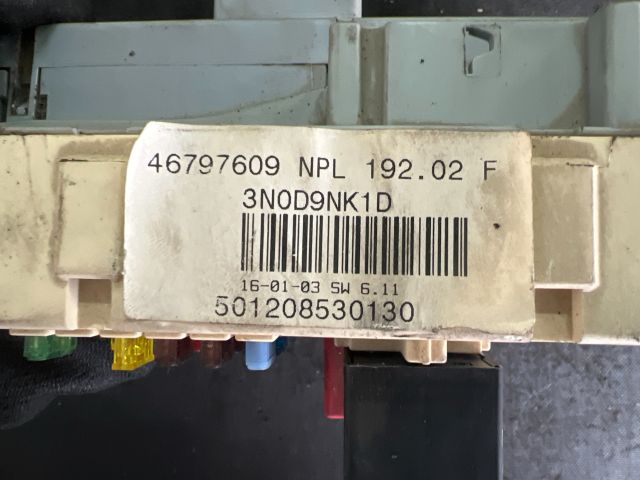 46797609 NPL 192.02 F
3N0D9NK1D
16-01-03 SW 6.11
501208530130